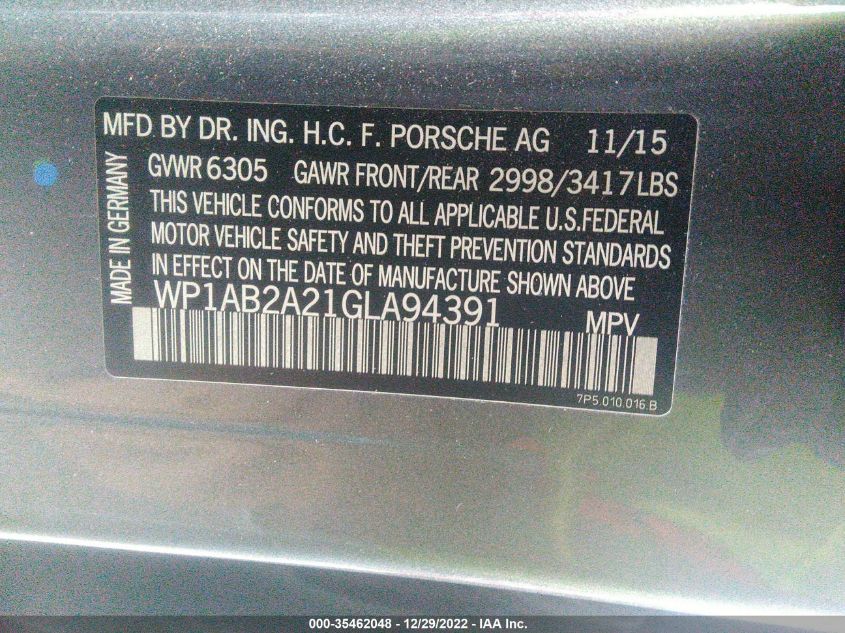 MFD BY DR. ING. H.C. F. PORSCHE AG 11/15
GVWR 6305 GAWR FRONT/REAR 2998/3417LBS
THIS VEHICLE CONFORMS TO ALL APPLICABLE U.S.FEDERAL
MOTOR VEHICLE SAFETY AND THEFT PREVENTION STANDARDS
IN EFFECT ON THE DATE OF MANUFACTURE SHOWN ABOVE
WP1AB2A21GLA94391 MPV
MADE IN GERMANY
7P5.010.016.B
000-35462048 - 12/29/2022 - IAA Inc.